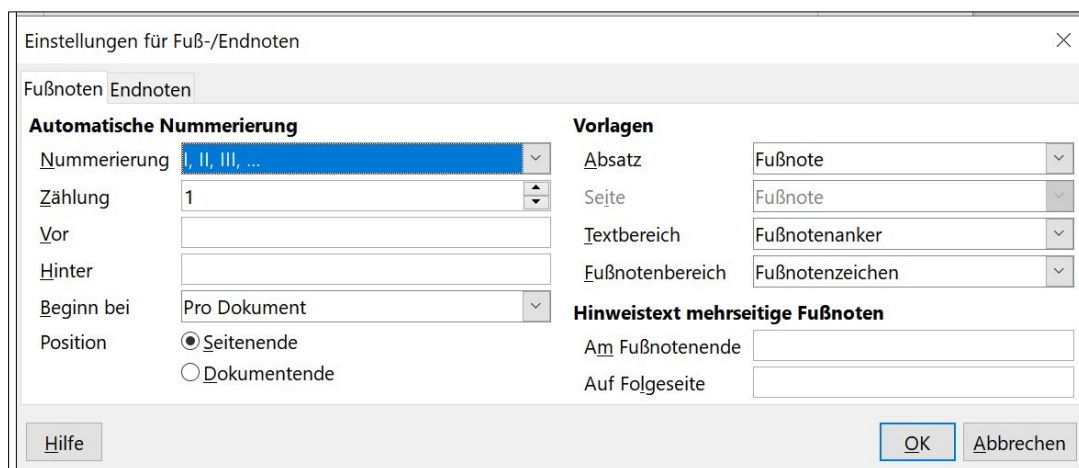 Einstellungen für Fuß-/Endnoten
Fußnoten Endnoten
Automatische Nummerierung
Nummerierung I, II, III, ...
Zählung 1
Vor
Hinter
Beginn bei Pro Dokument
Position Seitenende
Dokumentende
Vorlagen
Absatz Fußnote
Seite Fußnote
Textbereich Fußnotenanker
Fußnotenbereich Fußnotenzeichen
Hinweistext mehrseitige Fußnoten
Am Fußnotenende
Auf Folgeseite
Hilfe OK Abbrechen